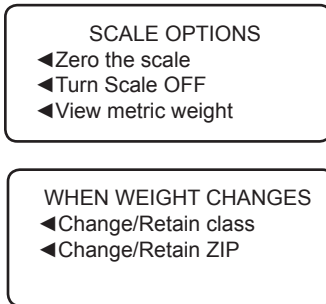 SCALE OPTIONS
◄Zero the scale
◄Turn Scale OFF
◄View metric weight
WHEN WEIGHT CHANGES
◄Change/Retain class
◄Change/Retain ZIP